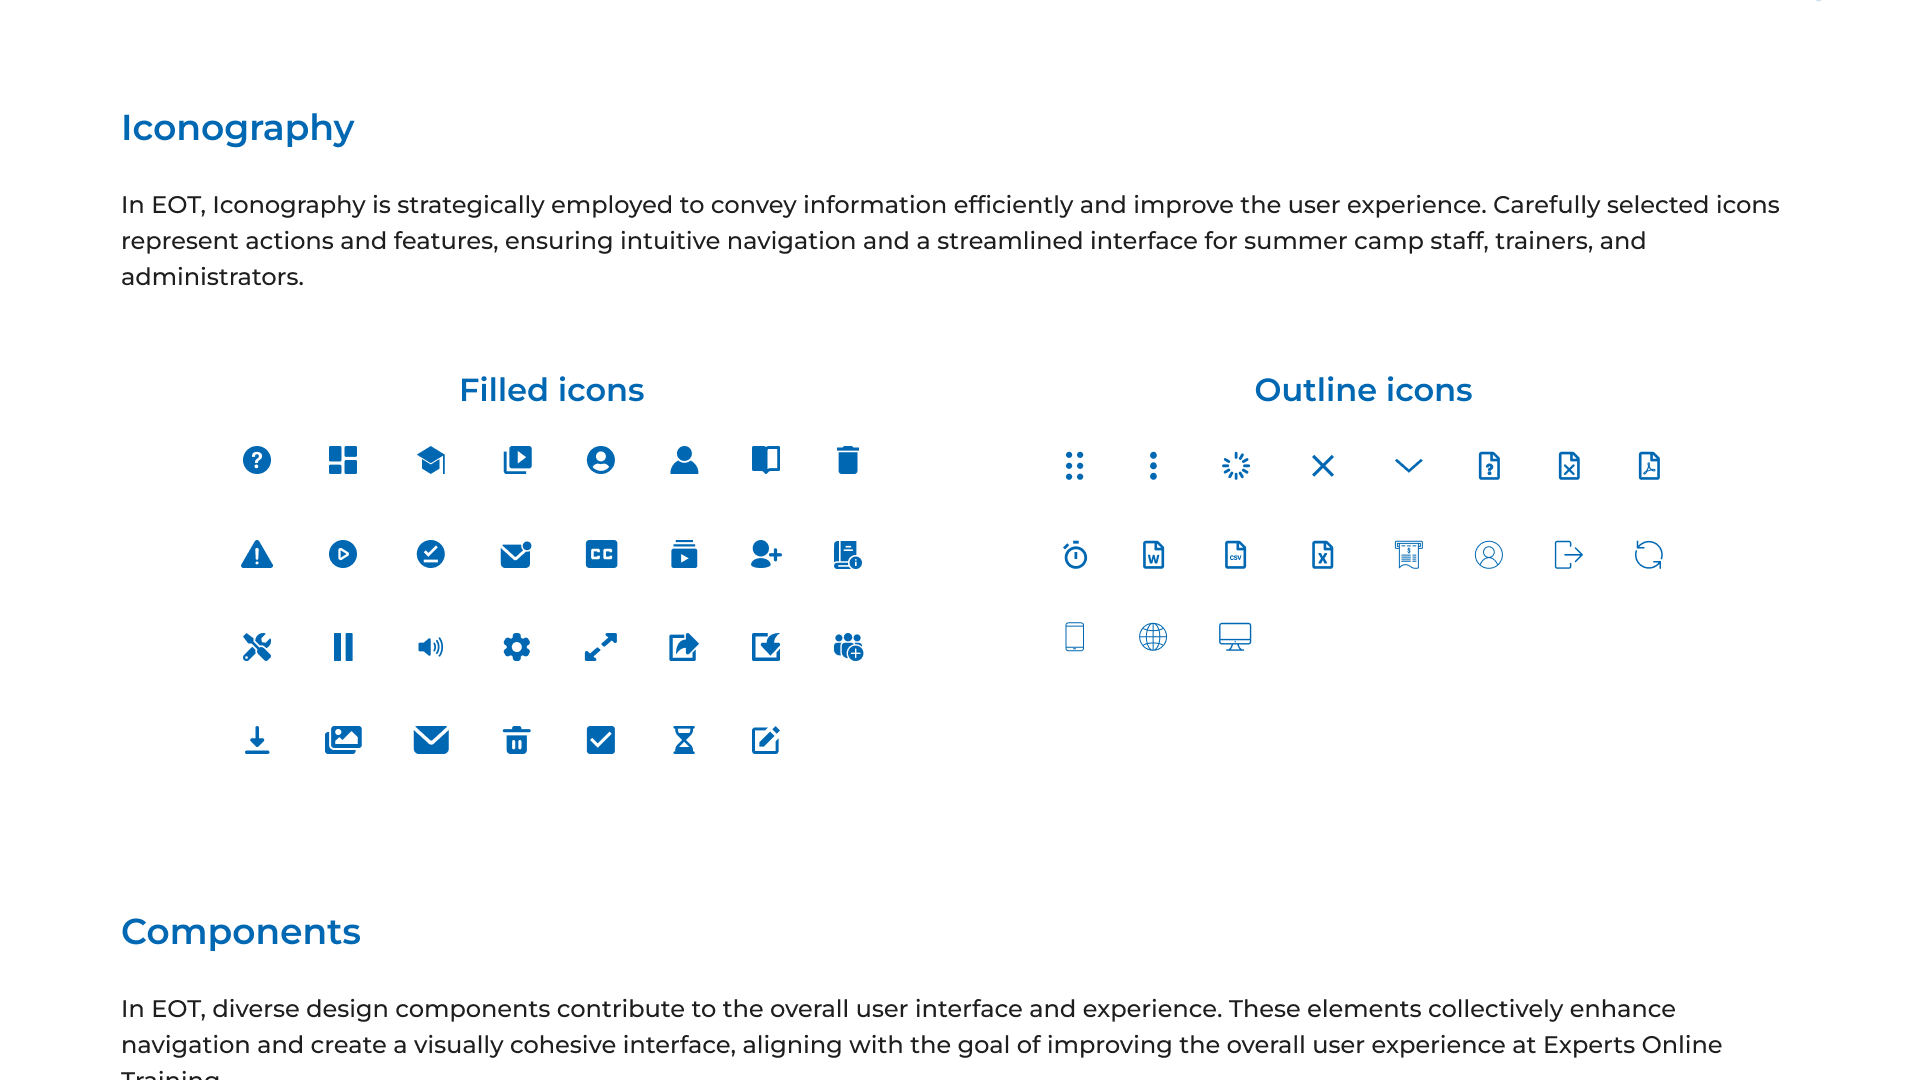 Iconography
In EOT, Iconography is strategically employed to convey information efficiently and improve the user experience. Carefully selected icons
represent actions and features, ensuring intuitive navigation and a streamlined interface for summer camp staff, trainers, and
administrators.
Filled icons
Outline icons
?
?
!
CC
i
W
CSV
X
$
Components
In EOT, diverse design components contribute to the overall user interface and experience. These elements collectively enhance
navigation and create a visually cohesive interface, aligning with the goal of improving the overall user experience at Experts Online
Training.